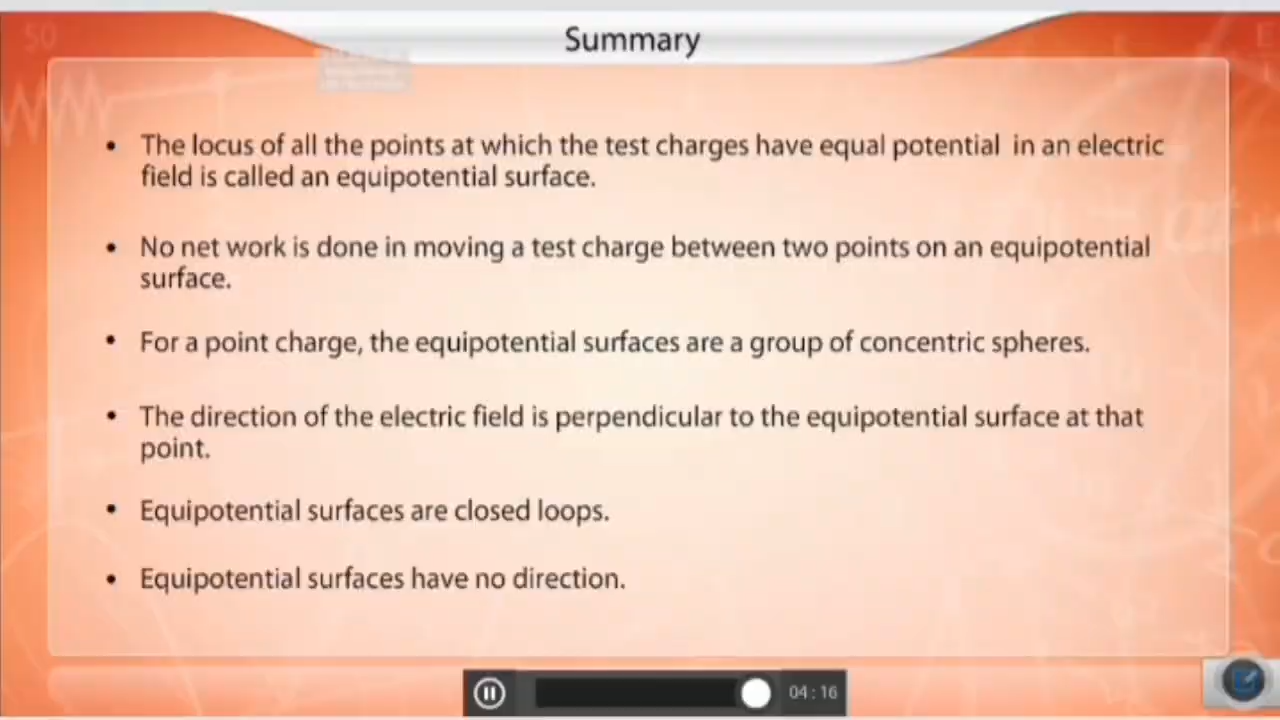 50
Summary
• The locus of all the points at which the test charges have equal potential in an electric
field is called an equipotential surface.
• No net work is done in moving a test charge between two points on an equipotential
surface.
• For a point charge, the equipotential surfaces are a group of concentric spheres.
• The direction of the electric field is perpendicular to the equipotential surface at that
point.
• Equipotential surfaces are closed loops.
• Equipotential surfaces have no direction.
04 : 16